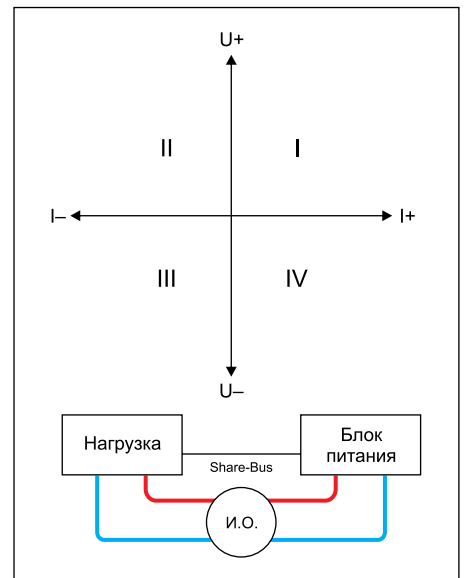 U+
II I
I– I+
III IV
U–
Нагрузка
Блок
питания
Share-Bus
И.О.